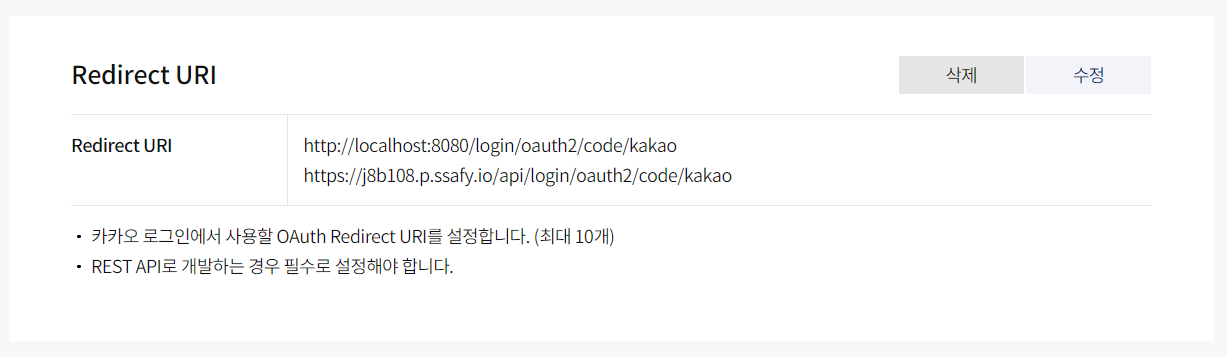 Redirect URI
삭제
수정
Redirect URI
http://localhost:8080/login/oauth2/code/kakao
https://j8b108.p.ssafy.io/api/login/oauth2/code/kakao
• 카카오 로그인에서 사용할 OAuth Redirect URI를 설정합니다. (최대 10개)
• REST API로 개발하는 경우 필수로 설정해야 합니다.